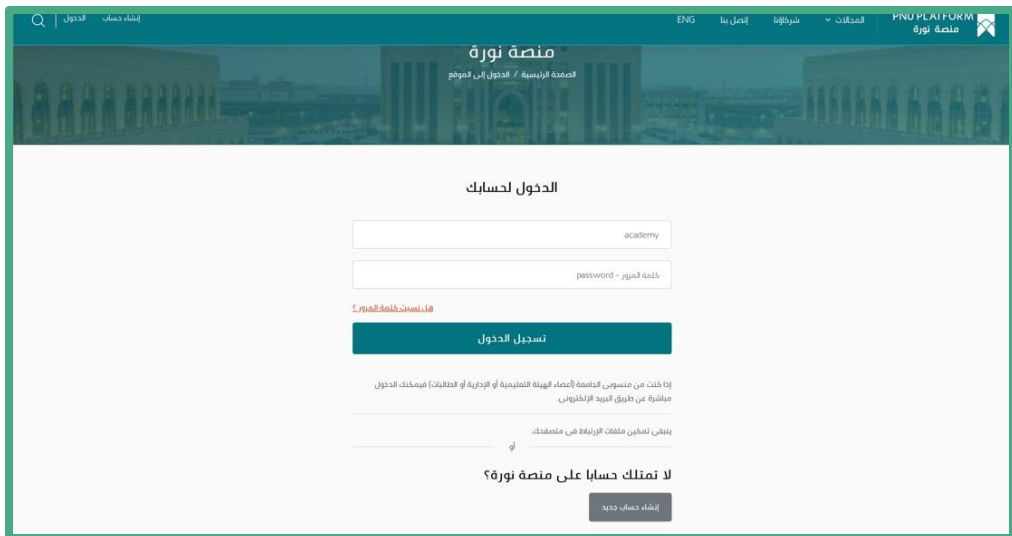 PNU PLATFORM
منصة نورة
المجالات
شركاؤنا
إتصل بنا
ENG
إنشاء حساب
الدخول
منصة نورة
الصفحة الرئيسية / الدخول إلى الموقع
الدخول لحسابك
academy
كلمة المرور - password
هل نسيت كلمة المرور ؟
تسجيل الدخول
إذا كنت من منسوبي الجامعة (أعضاء الهيئة التعليمية أو الإدارية أو الطالبات) فيمكنك الدخول
مباشرة عن طريق البريد الإلكتروني.
ينبغي تمكين ملفات الإرتباط في متصفحك.
أو
لا تمتلك حسابا على منصة نورة؟
إنشاء حساب جديد